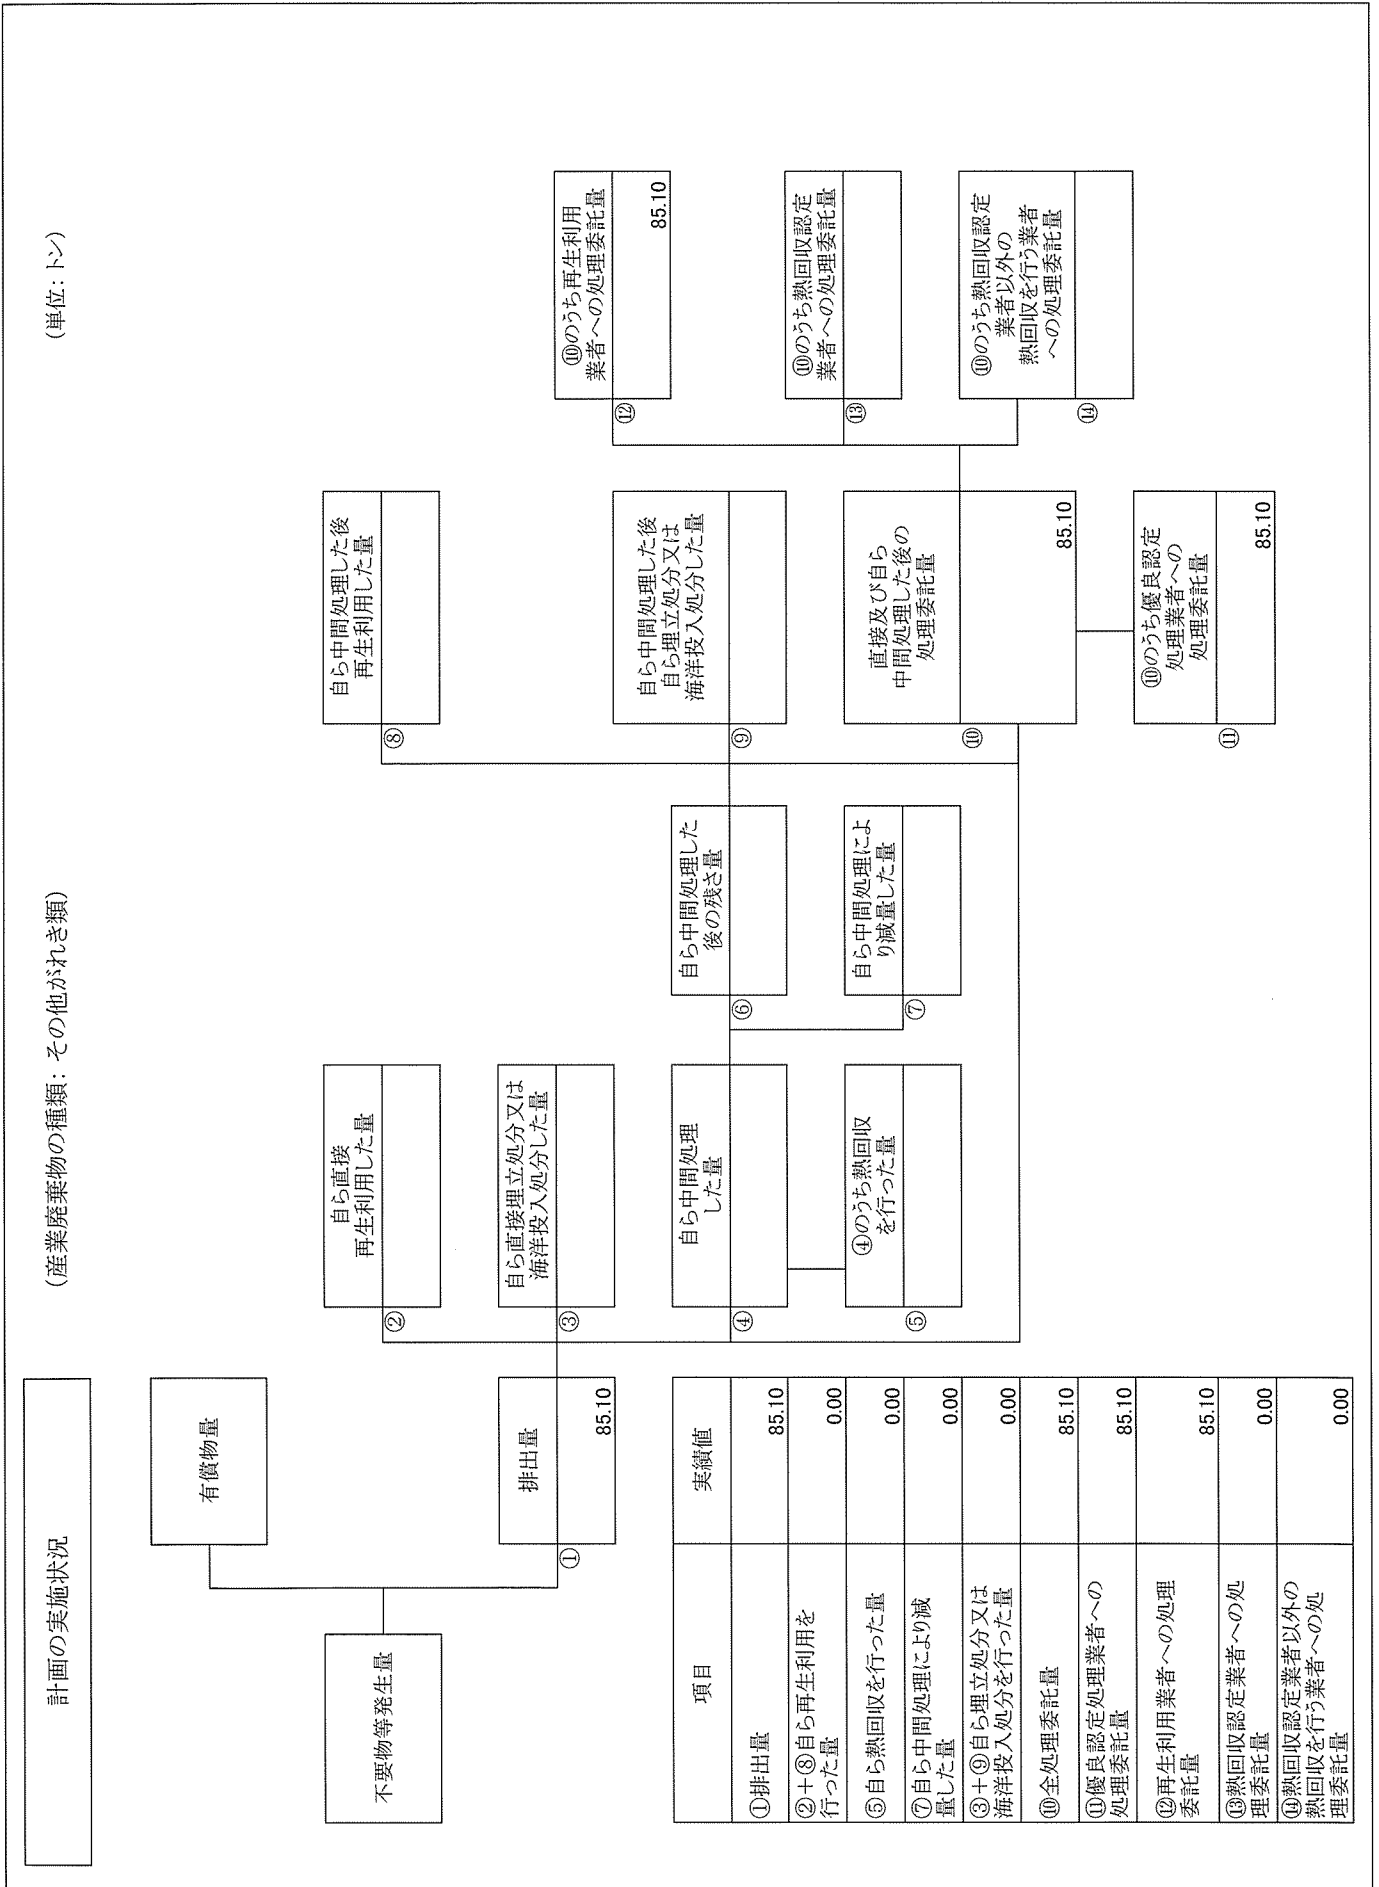 計画の実施状況
(産業廃棄物の種類： その他がれき類)
(単位：トン)
不要物等発生量
有償物量
①
排出量
85.10
②
自ら直接
再生利用した量
③
自ら直接埋立処分又は
海洋投入処分した量
④
自ら中間処理
した量
⑤
④のうち熱回収
を行った量
⑥
自ら中間処理した
後の残さ量
⑦
自ら中間処理によ
り減量した量
⑧
自ら中間処理した後
再生利用した量
⑨
自ら中間処理した後
自ら埋立処分又は
海洋投入処分した量
⑩
直接及び自ら
中間処理した後の
処理委託量
85.10
⑪
⑩のうち優良認定
処理業者への
処理委託量
85.10
⑫
⑩のうち再生利用
業者への処理委託量
85.10
⑬
⑩のうち熱回収認定
業者への処理委託量
⑭
⑩のうち熱回収認定
業者以外の
熱回収を行う業者
への処理委託量
項目
実績値
①排出量
85.10
②＋⑧自ら再生利用を
行った量
0.00
⑤自ら熱回収を行った量
0.00
⑦自ら中間処理により減
量した量
0.00
③＋⑨自ら埋立処分又は
海洋投入処分を行った量
0.00
⑩全処理委託量
85.10
⑪優良認定処理業者への
処理委託量
85.10
⑫再生利用業者への処理
委託量
85.10
⑬熱回収認定業者への処
理委託量
0.00
⑭熱回収認定業者以外の
熱回収を行う業者への処
理委託量
0.00